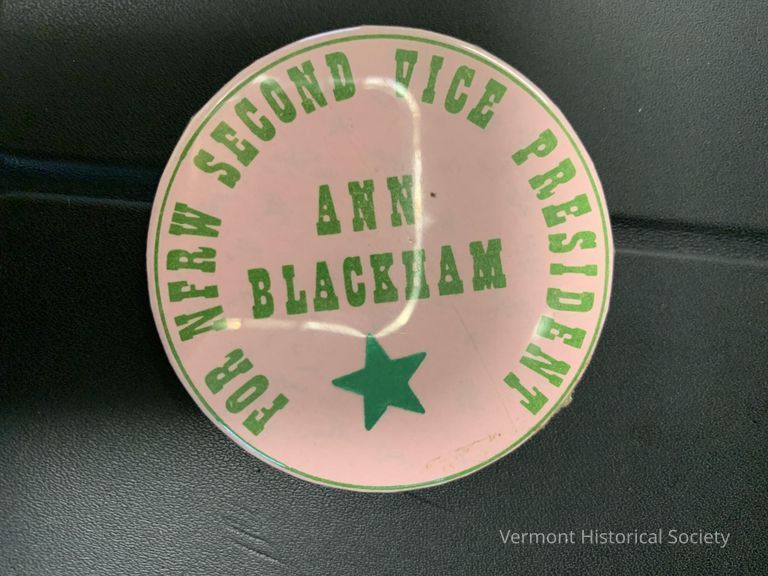 FOR NFRW SECOND VICE PRESIDENT
ANN
BLACKHAM
Vermont Historical Society